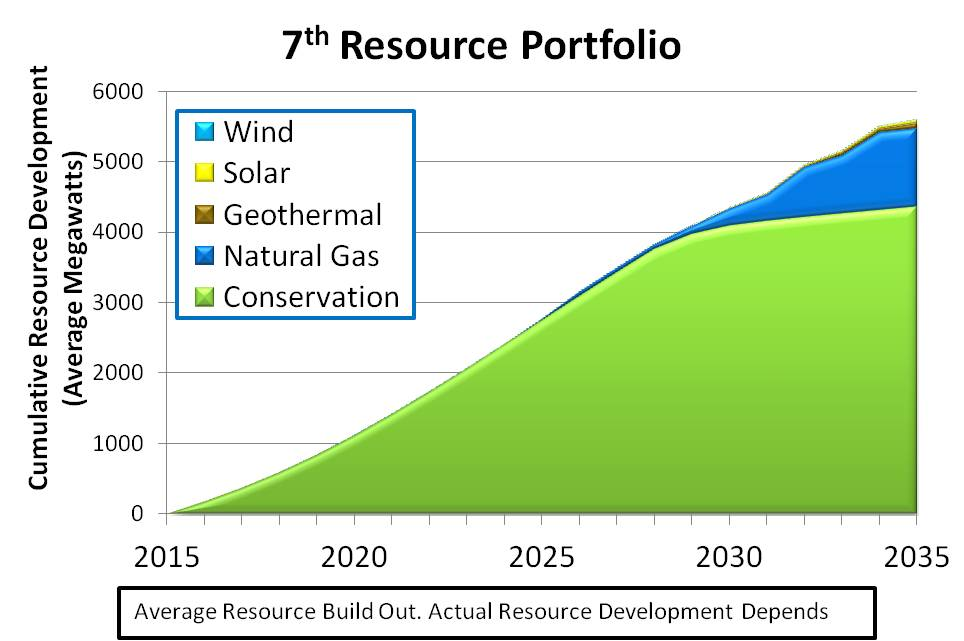 7th Resource Portfolio
Cumulative Resource Development
(Average Megawatts)
6000
5000
4000
3000
2000
1000
0
Wind
Solar
Geothermal
Natural Gas
Conservation
2015 2020 2025 2030 2035
Average Resource Build Out. Actual Resource Development Depends